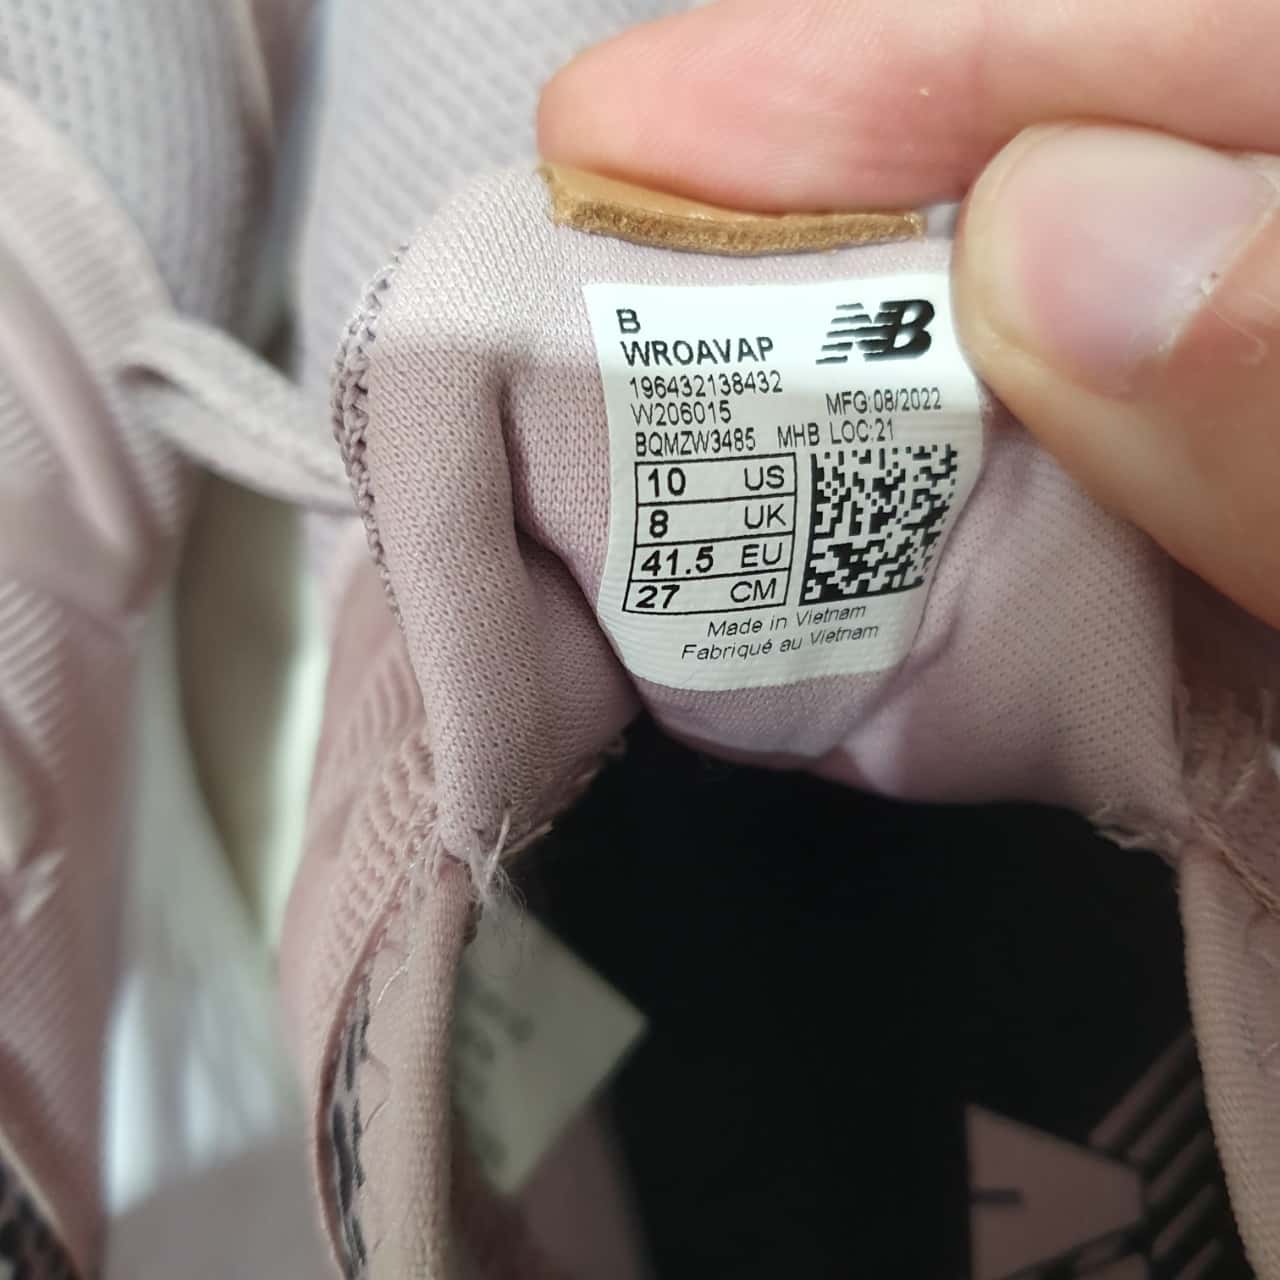 B
WROAVAP
NB
196432138432
W206015 MFG:08/2022
BQMZW3485 MHB LOC:21
10 US
8 UK
41.5 EU
27 CM
Made in Vietnam
Fabriqué au Vietnam